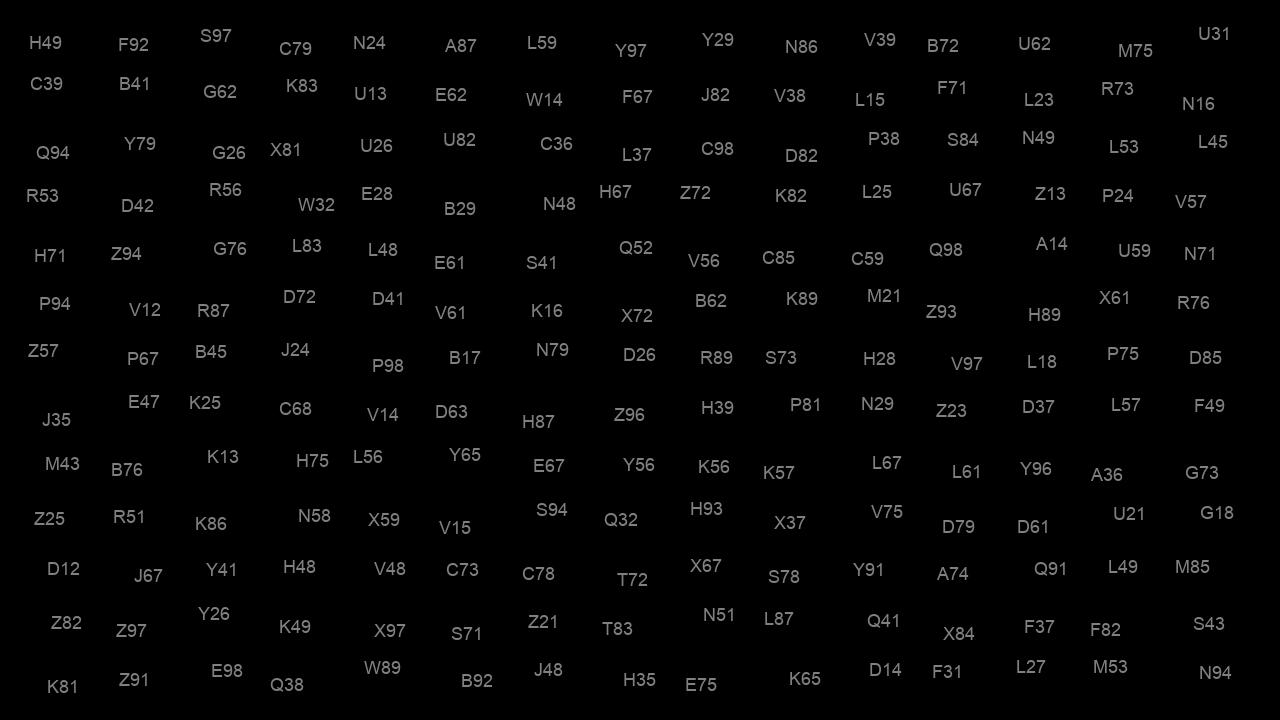 H49 F92 S97 C79 N24 A87 L59 Y97 Y29 N86 V39 B72 U62 M75 U31
C39 B41 G62 K83 U13 E62 W14 F67 J82 V38 L15 F71 L23 R73 N16
Q94 Y79 G26 X81 U26 U82 C36 L37 C98 D82 P38 S84 N49 L53 L45
R53 D42 R56 W32 E28 B29 N48 H67 Z72 K82 L25 U67 Z13 P24 V57
H71 Z94 G76 L83 L48 E61 S41 Q52 V56 C85 C59 Q98 A14 U59 N71
P94 V12 R87 D72 D41 V61 K16 X72 B62 K89 M21 Z93 H89 X61 R76
Z57 P67 B45 J24 P98 B17 N79 D26 R89 S73 H28 V97 L18 P75 D85
J35 E47 K25 C68 V14 D63 H87 Z96 H39 P81 N29 Z23 D37 L57 F49
M43 B76 K13 H75 L56 Y65 E67 Y56 K56 K57 L67 L61 Y96 A36 G73
Z25 R51 K86 N58 X59 V15 S94 Q32 H93 X37 V75 D79 D61 U21 G18
D12 J67 Y41 H48 V48 C73 C78 T72 X67 S78 Y91 A74 Q91 L49 M85
Z82 Z97 Y26 K49 X97 S71 Z21 T83 N51 L87 Q41 X84 F37 F82 S43
K81 Z91 E98 Q38 W89 B92 J48 H35 E75 K65 D14 F31 L27 M53 N94